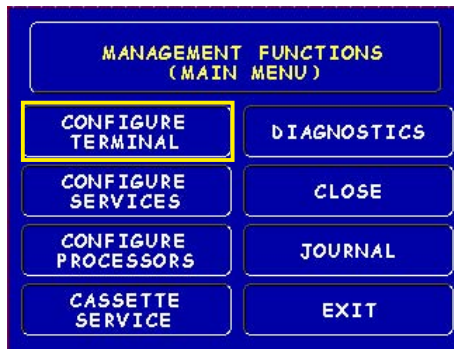 MANAGEMENT FUNCTIONS
(MAIN MENU)
CONFIGURE
TERMINAL
DIAGNOSTICS
CONFIGURE
SERVICES
CLOSE
CONFIGURE
PROCESSORS
JOURNAL
CASSETTE
SERVICE
EXIT